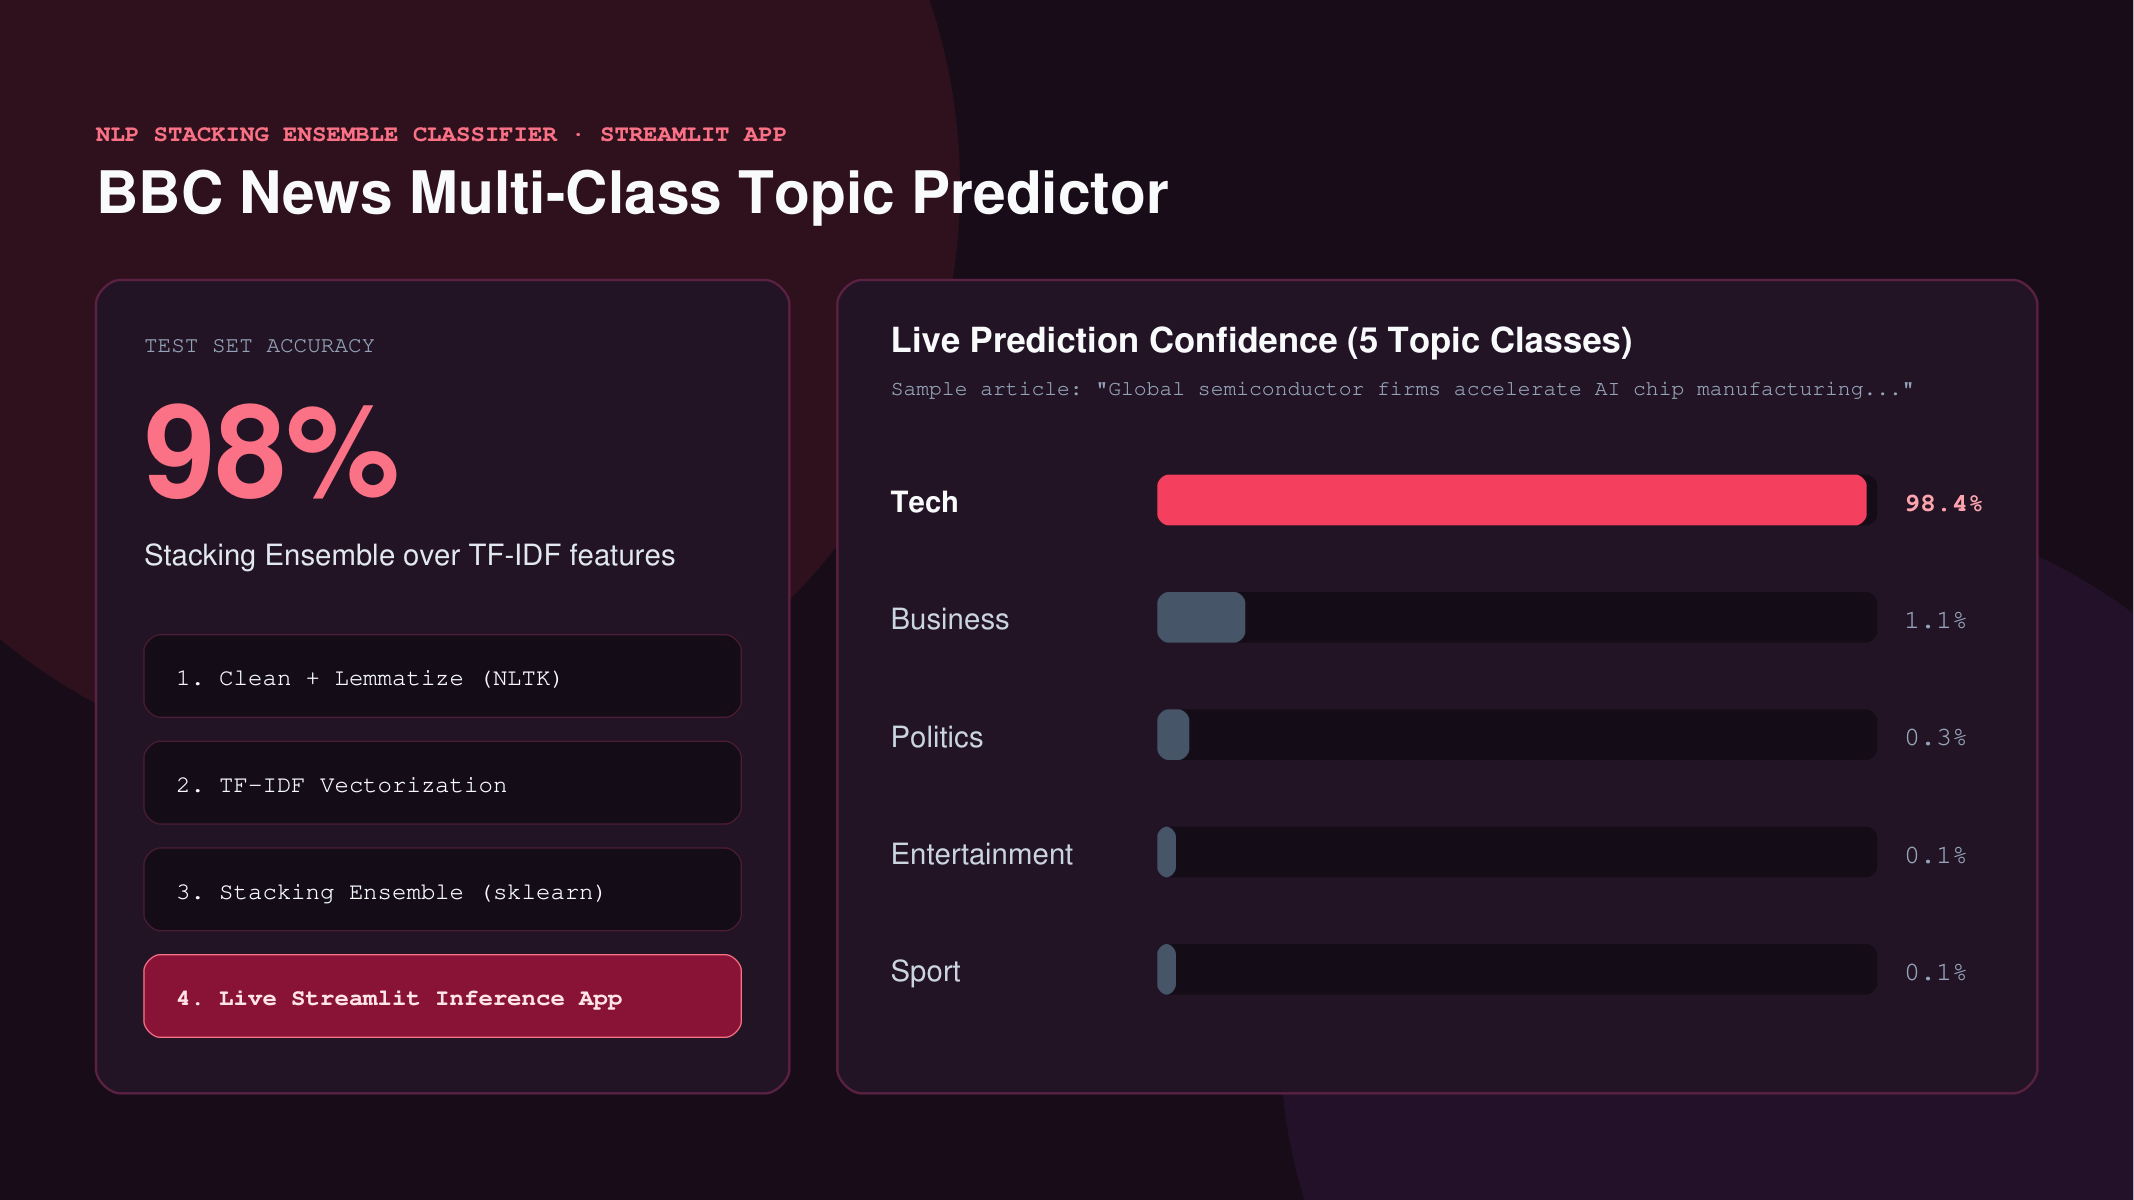 NLP STACKING ENSEMBLE CLASSIFIER · STREAMLIT APP
BBC News Multi-Class Topic Predictor
TEST SET ACCURACY
98%
Stacking Ensemble over TF-IDF features
1. Clean + Lemmatize (NLTK)
2. TF-IDF Vectorization
3. Stacking Ensemble (sklearn)
4. Live Streamlit Inference App
Live Prediction Confidence (5 Topic Classes)
Sample article: "Global semiconductor firms accelerate AI chip manufacturing..."
Tech 98.4%
Business 1.1%
Politics 0.3%
Entertainment 0.1%
Sport 0.1%